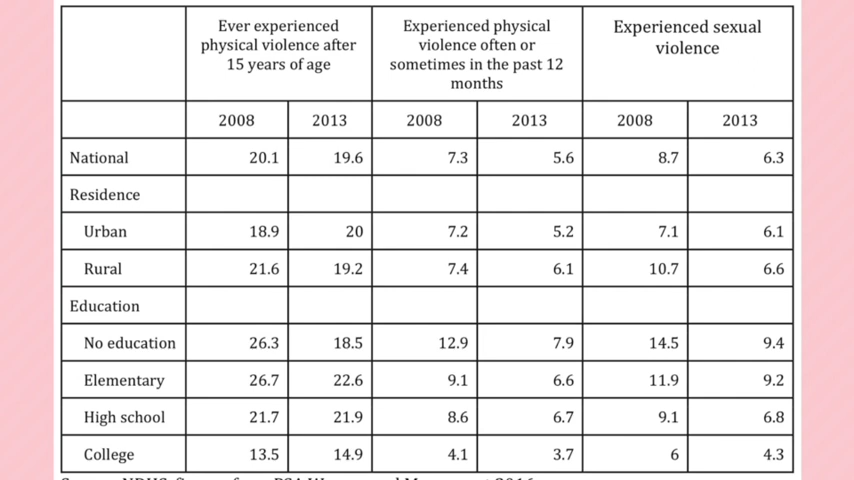 Ever experienced physical violence after 15 years of age
Experienced physical violence often or sometimes in the past 12 months
Experienced sexual violence
2008 2013 2008 2013 2008 2013
National 20.1 19.6 7.3 5.6 8.7 6.3
Residence
Urban 18.9 20 7.2 5.2 7.1 6.1
Rural 21.6 19.2 7.4 6.1 10.7 6.6
Education
No education 26.3 18.5 12.9 7.9 14.5 9.4
Elementary 26.7 22.6 9.1 6.6 11.9 9.2
High school 21.7 21.9 8.6 6.7 9.1 6.8
College 13.5 14.9 4.1 3.7 6 4.3